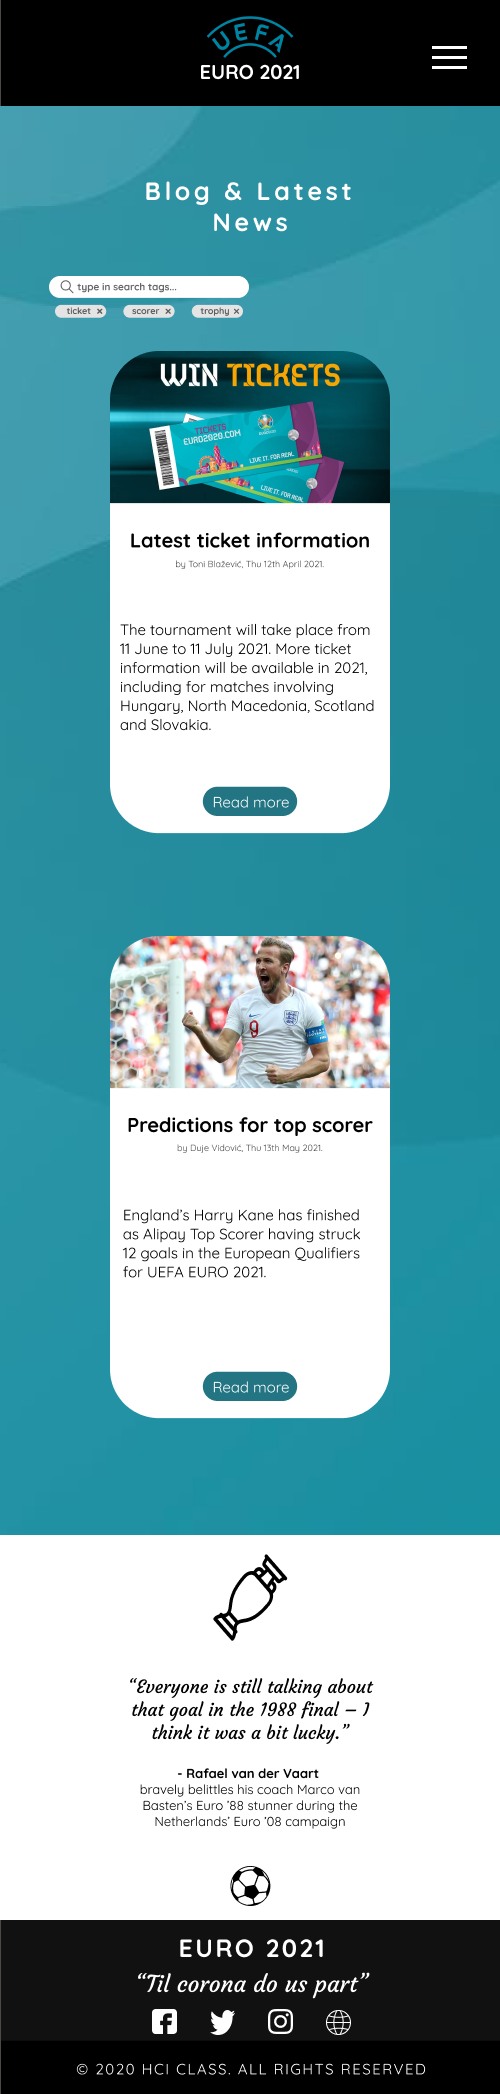 UEFA
EURO 2021
Blog & Latest
News
type in search tags...
ticket ×
scorer ×
trophy ×
WIN TICKETS
TICKETS
EURO2020.COM
LIVE IT. FOR REAL
LIVE IT. FOR REAL
Latest ticket information
by Toni Blažević, Thu 12th April 2021.
The tournament will take place from
11 June to 11 July 2021. More ticket
information will be available in 2021,
including for matches involving
Hungary, North Macedonia, Scotland
and Slovakia.
Read more
9
Predictions for top scorer
by Duje Vidović, Thu 13th May 2021.
England’s Harry Kane has finished
as Alipay Top Scorer having struck
12 goals in the European Qualifiers
for UEFA EURO 2021.
Read more
“Everyone is still talking about
that goal in the 1988 final – I
think it was a bit lucky.”
- Rafael van der Vaart
bravely belittles his coach Marco van
Basten’s Euro ’88 stunner during the
Netherlands’ Euro ’08 campaign
EURO 2021
“Til corona do us part”
© 2020 HCI CLASS. ALL RIGHTS RESERVED